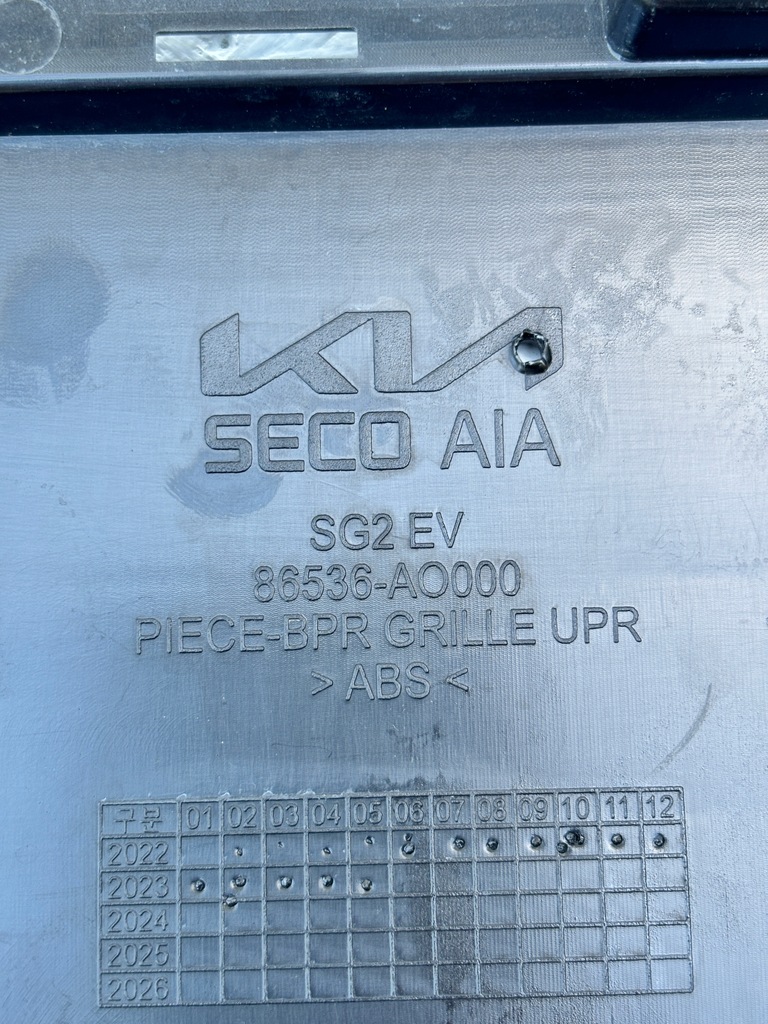 KIA
SECO AIA
SG2 EV
86536-AO000
PIECE-BPR GRILLE UPR
> ABS <
구문 01 02 03 04 05 06 07 08 09 10 11 12
2022
2023
2024
2025
2026